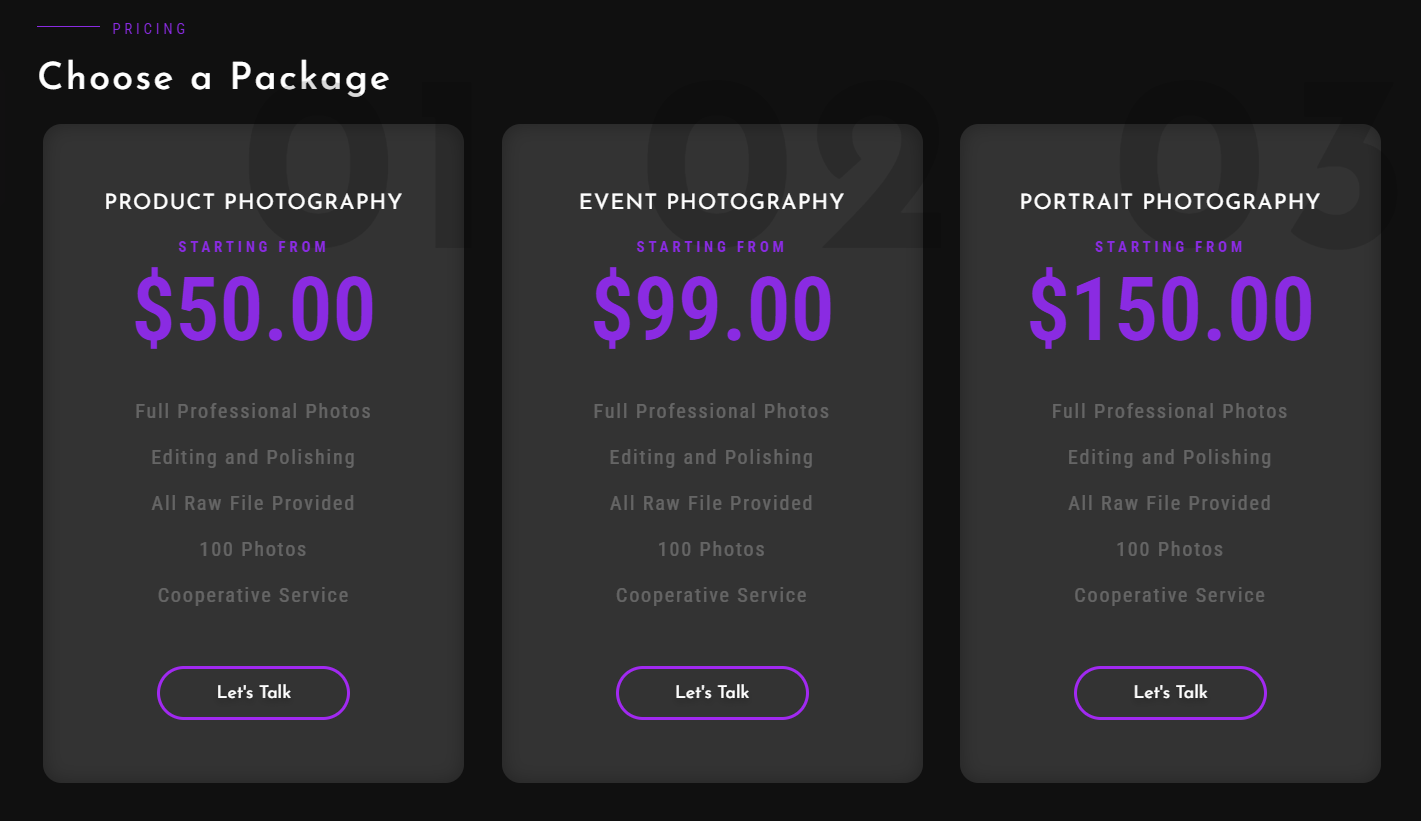 PRICING
Choose a Package
01
PRODUCT PHOTOGRAPHY
STARTING FROM
$50.00
Full Professional Photos
Editing and Polishing
All Raw File Provided
100 Photos
Cooperative Service
Let's Talk
02
EVENT PHOTOGRAPHY
STARTING FROM
$99.00
Full Professional Photos
Editing and Polishing
All Raw File Provided
100 Photos
Cooperative Service
Let's Talk
03
PORTRAIT PHOTOGRAPHY
STARTING FROM
$150.00
Full Professional Photos
Editing and Polishing
All Raw File Provided
100 Photos
Cooperative Service
Let's Talk